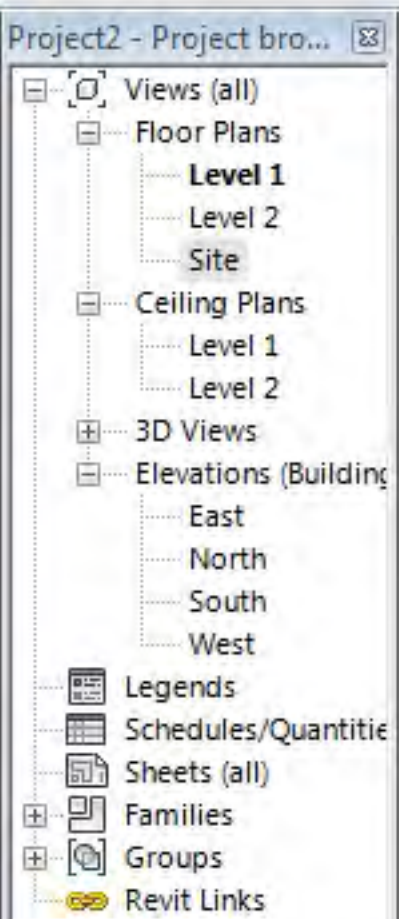 Project2 - Project bro...
Views (all)
Floor Plans
Level 1
Level 2
Site
Ceiling Plans
Level 1
Level 2
3D Views
Elevations (Building
East
North
South
West
Legends
Schedules/Quantitie
Sheets (all)
Families
Groups
Revit Links